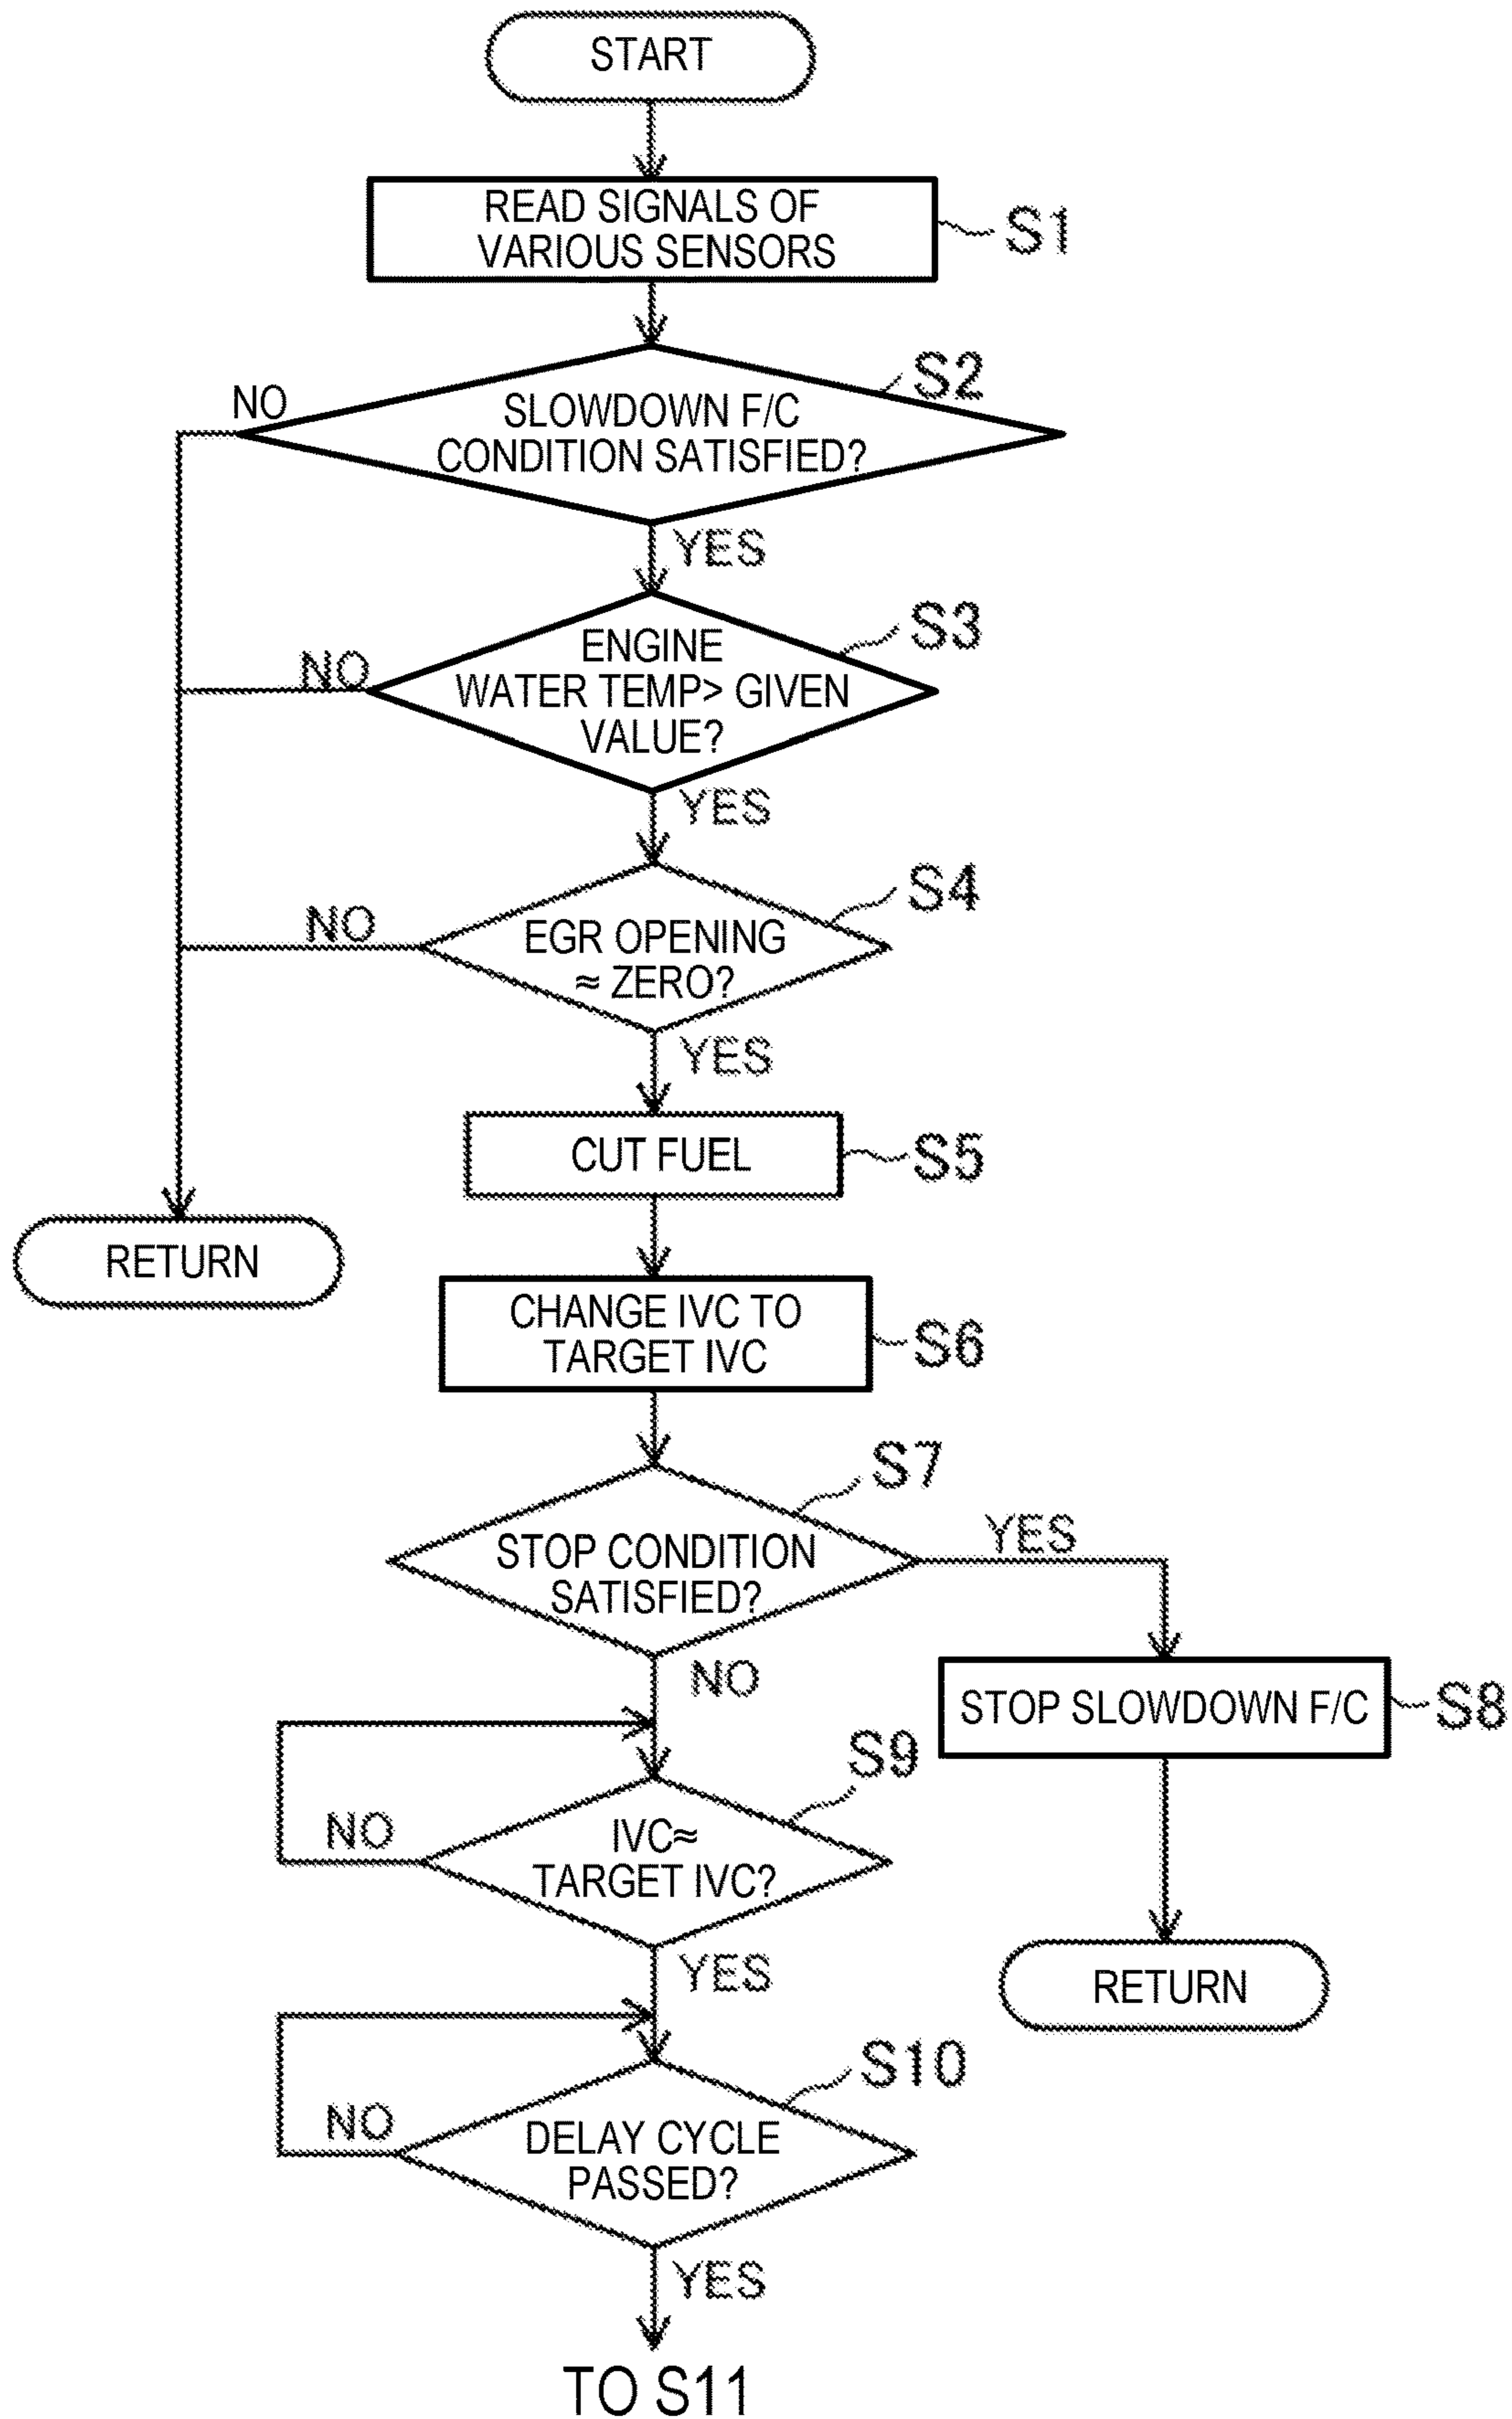 START
READ SIGNALS OF
VARIOUS SENSORS
S1
S2
NO
SLOWDOWN F/C
CONDITION SATISFIED?
YES
S3
NO
ENGINE
WATER TEMP> GIVEN
VALUE?
YES
S4
NO
EGR OPENING
≈ ZERO?
YES
CUT FUEL
S5
RETURN
CHANGE IVC TO
TARGET IVC
S6
S7
YES
STOP CONDITION
SATISFIED?
NO
STOP SLOWDOWN F/C
S8
S9
NO
IVC≈
TARGET IVC?
YES
RETURN
S10
NO
DELAY CYCLE
PASSED?
YES
TO S11